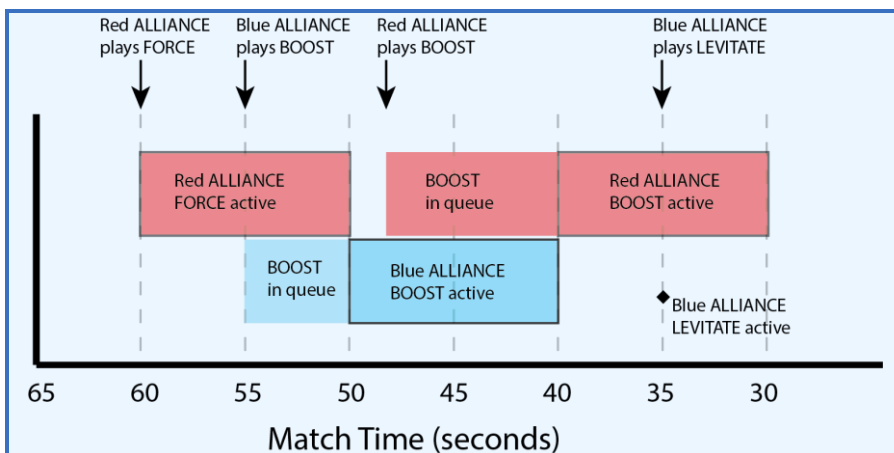 Red ALLIANCE
plays FORCE
Blue ALLIANCE
plays BOOST
Red ALLIANCE
plays BOOST
Blue ALLIANCE
plays LEVITATE
Red ALLIANCE
FORCE active
BOOST
in queue
Red ALLIANCE
BOOST active
BOOST
in queue
Blue ALLIANCE
BOOST active
Blue ALLIANCE
LEVITATE active
65 60 55 50 45 40 35 30
Match Time (seconds)